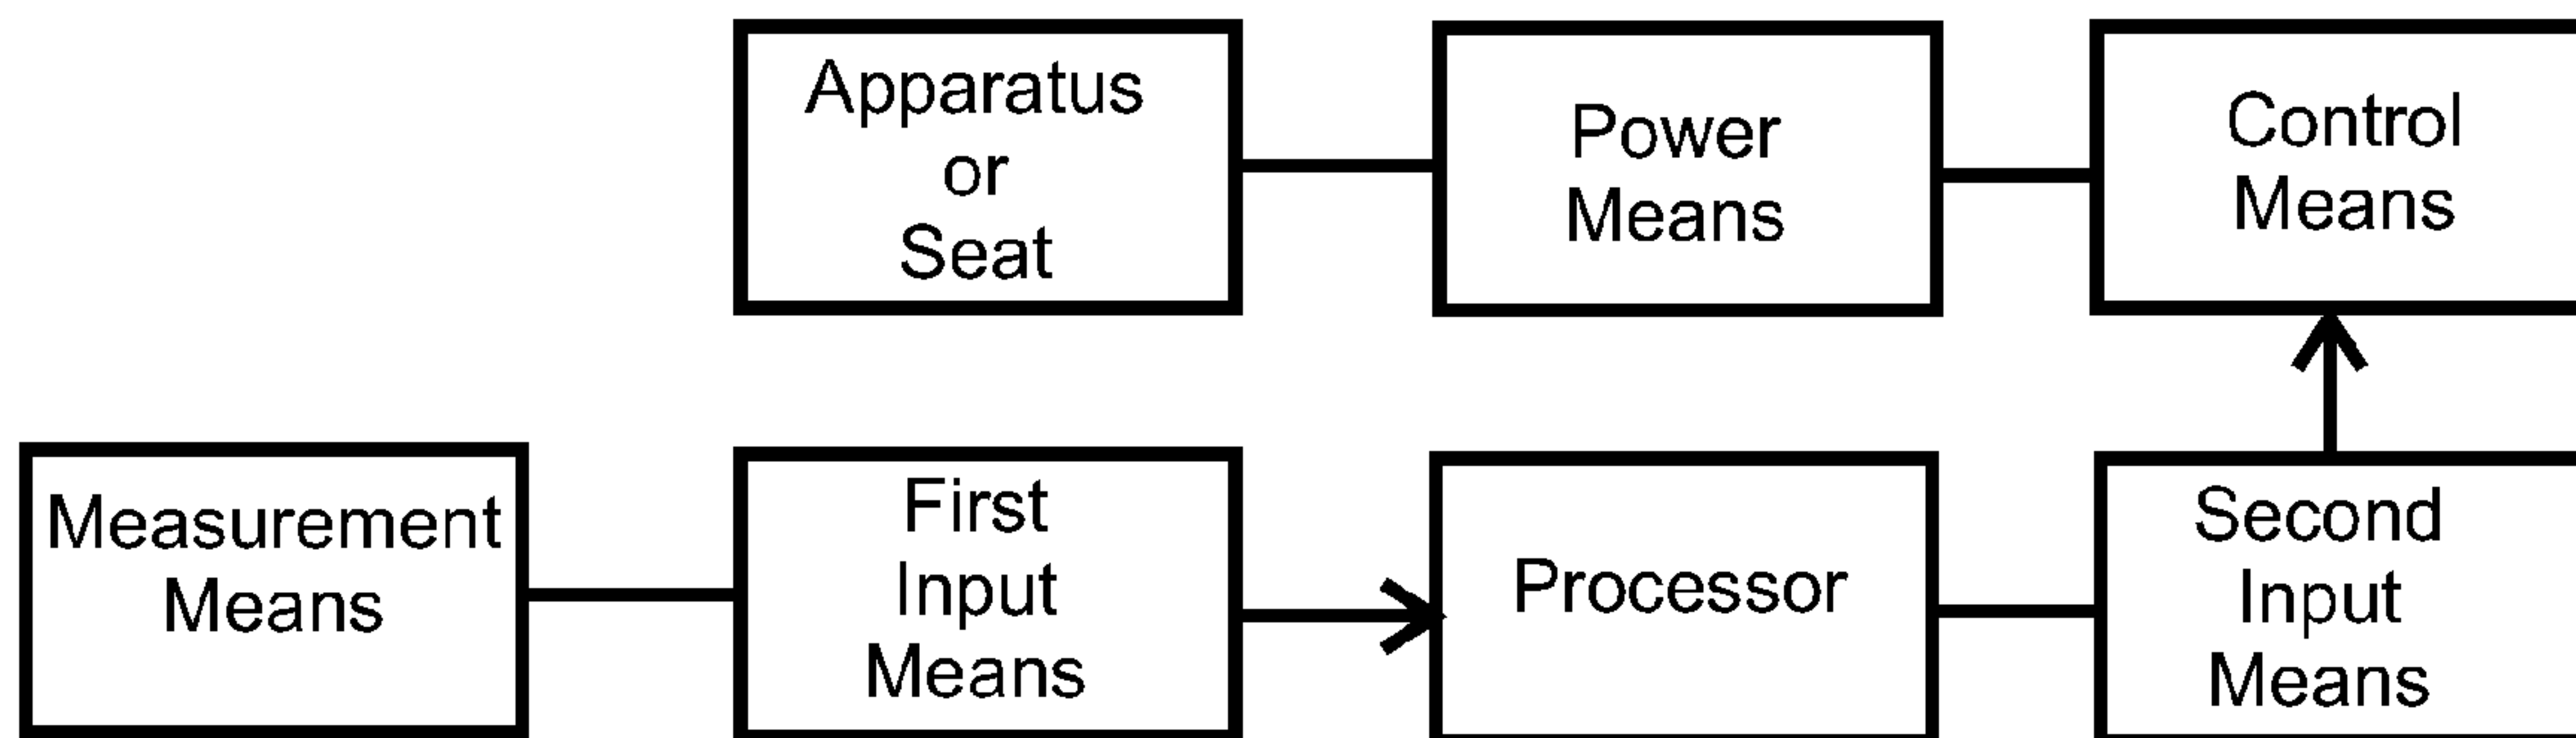 Apparatus
or
Seat
Power
Means
Control
Means
Measurement
Means
First
Input
Means
Processor
Second
Input
Means